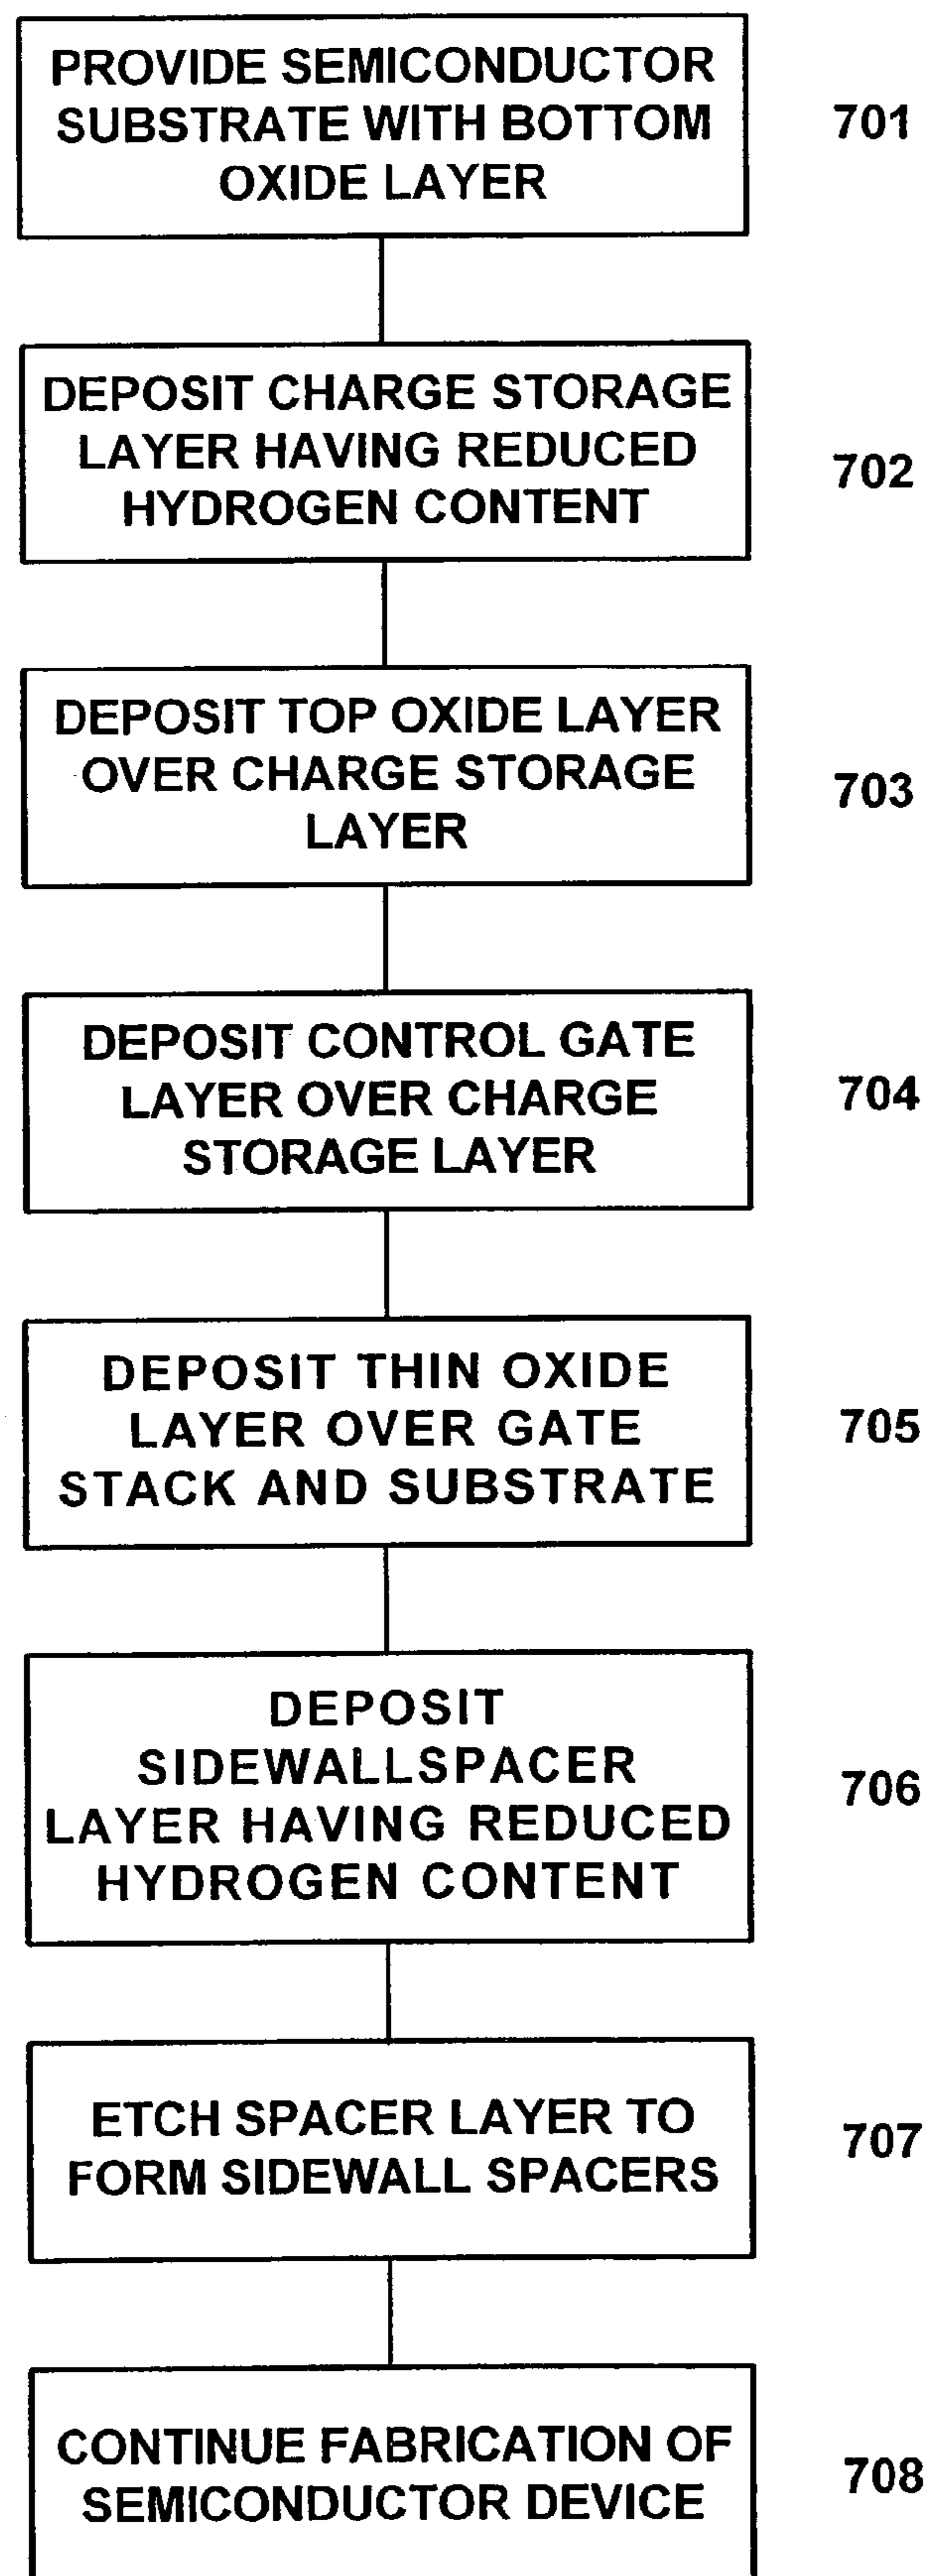 PROVIDE SEMICONDUCTOR
SUBSTRATE WITH BOTTOM
OXIDE LAYER
701
DEPOSIT CHARGE STORAGE
LAYER HAVING REDUCED
HYDROGEN CONTENT
702
DEPOSIT TOP OXIDE LAYER
OVER CHARGE STORAGE
LAYER
703
DEPOSIT CONTROL GATE
LAYER OVER CHARGE
STORAGE LAYER
704
DEPOSIT THIN OXIDE
LAYER OVER GATE
STACK AND SUBSTRATE
705
DEPOSIT
SIDEWALLSPACER
LAYER HAVING REDUCED
HYDROGEN CONTENT
706
ETCH SPACER LAYER TO
FORM SIDEWALL SPACERS
707
CONTINUE FABRICATION OF
SEMICONDUCTOR DEVICE
708